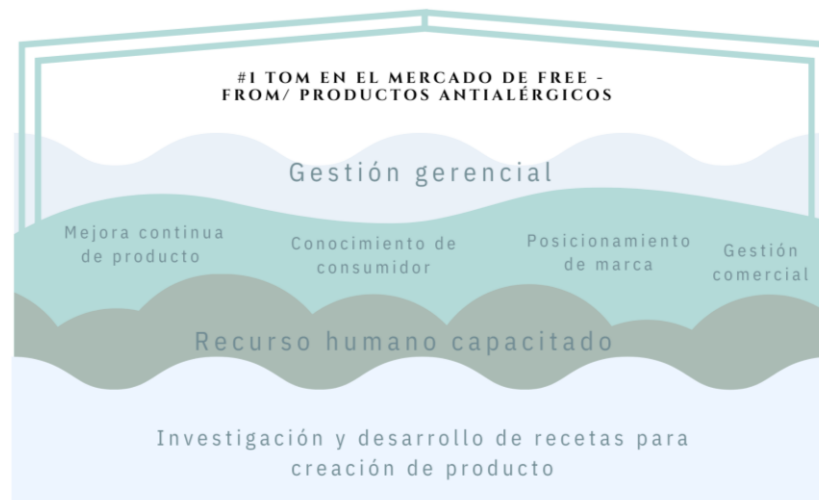 #1 TOM EN EL MERCADO DE FREE -
FROM/ PRODUCTOS ANTIALÉRGICOS
Gestión gerencial
Mejora continua
de producto
Conocimiento de
consumidor
Posicionamiento
de marca
Gestión
comercial
Recurso humano capacitado
Investigación y desarrollo de recetas para
creación de producto